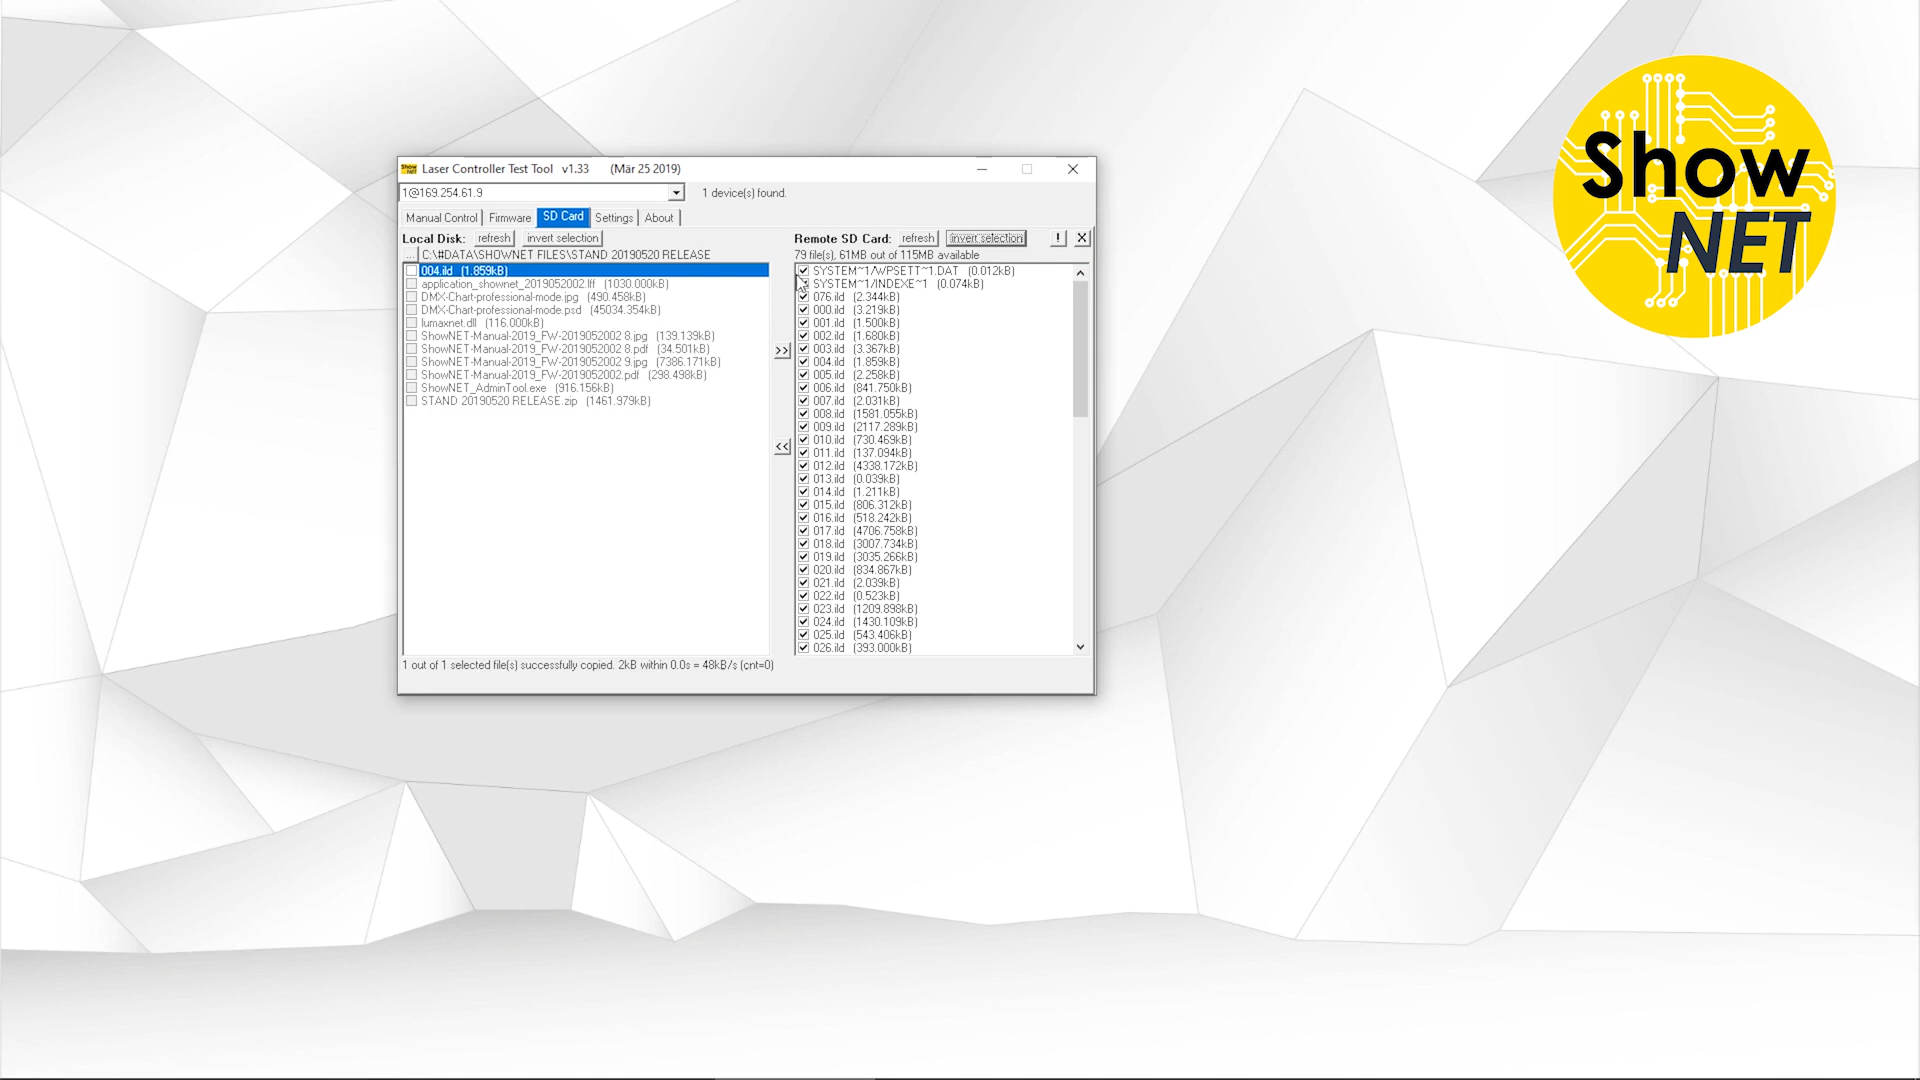 Show
NET
Laser Controller Test Tool v1.33 (Mär 25 2019)
1@169.254.61.9
1 device(s) found.
Manual Control
Firmware
SD Card
Settings
About
Local Disk:
refresh
invert selection
... C:\#DATA\SHOWNET FILES\STAND 20190520 RELEASE
004.ild (1.859kB)
application_shownet_2019052002.lff (1030.000kB)
DMX-Chart-professional-mode.jpg (490.458kB)
DMX-Chart-professional-mode.psd (45034.354kB)
lumaxnet.dll (116.000kB)
ShowNET-Manual-2019_FW-2019052002 8.jpg (139.139kB)
ShowNET-Manual-2019_FW-2019052002 8.pdf (34.501kB)
ShowNET-Manual-2019_FW-2019052002 9.jpg (7386.171kB)
ShowNET-Manual-2019_FW-2019052002.pdf (298.498kB)
ShowNET_AdminTool.exe (916.156kB)
STAND 20190520 RELEASE.zip (1461.979kB)
>>
<<
Remote SD Card:
refresh
invert selection
!
X
79 file(s), 61MB out of 115MB available
SYSTEM~1/WPSETT~1.DAT (0.012kB)
SYSTEM~1/INDEXE~1 (0.074kB)
076.ild (2.344kB)
000.ild (3.219kB)
001.ild (1.500kB)
002.ild (1.680kB)
003.ild (3.367kB)
004.ild (1.859kB)
005.ild (2.258kB)
006.ild (841.750kB)
007.ild (2.031kB)
008.ild (1581.055kB)
009.ild (2117.289kB)
010.ild (730.469kB)
011.ild (137.094kB)
012.ild (4338.172kB)
013.ild (0.039kB)
014.ild (1.211kB)
015.ild (806.312kB)
016.ild (518.242kB)
017.ild (4706.758kB)
018.ild (3007.734kB)
019.ild (3035.266kB)
020.ild (834.867kB)
021.ild (2.039kB)
022.ild (0.523kB)
023.ild (1209.898kB)
024.ild (1430.109kB)
025.ild (543.406kB)
026.ild (393.000kB)
1 out of 1 selected file(s) successfully copied. 2kB within 0.0s = 48kB/s (cnt=0)